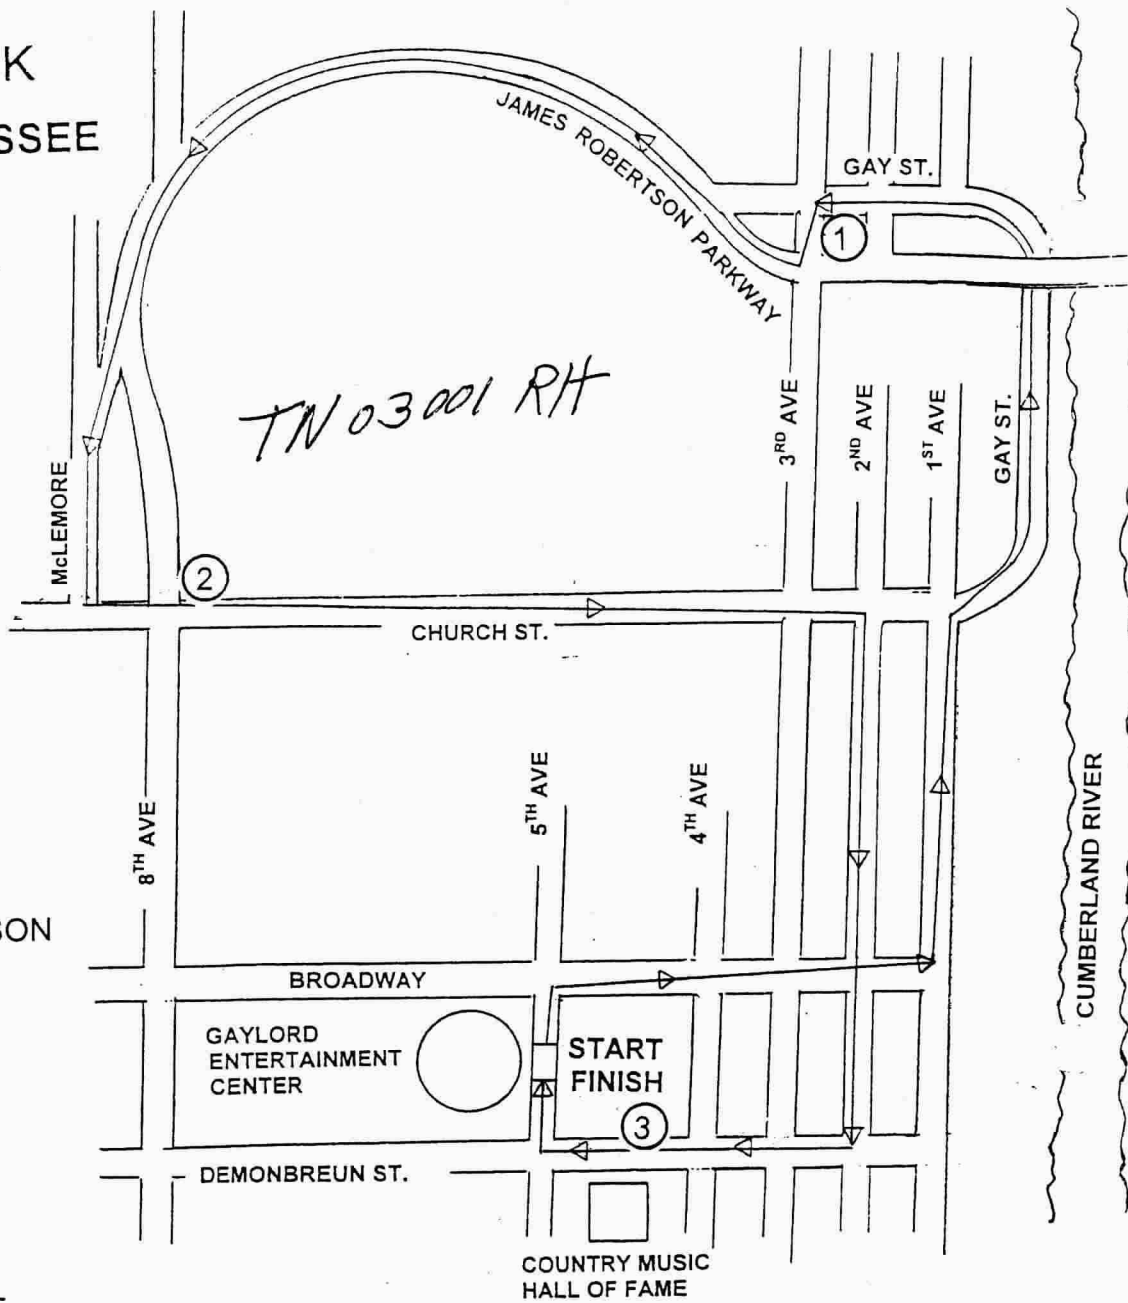 K
SSEE
JAMES ROBERTSON PARKWAY
GAY ST.
1
TN 03001 RH
3RD AVE
2ND AVE
1ST AVE
GAY ST.
McLEMORE
2
CHURCH ST.
8TH AVE
5TH AVE
4TH AVE
CUMBERLAND RIVER
SON
BROADWAY
GAYLORD
ENTERTAINMENT
CENTER
START
FINISH
3
DEMONBREUN ST.
COUNTRY MUSIC
HALL OF FAME